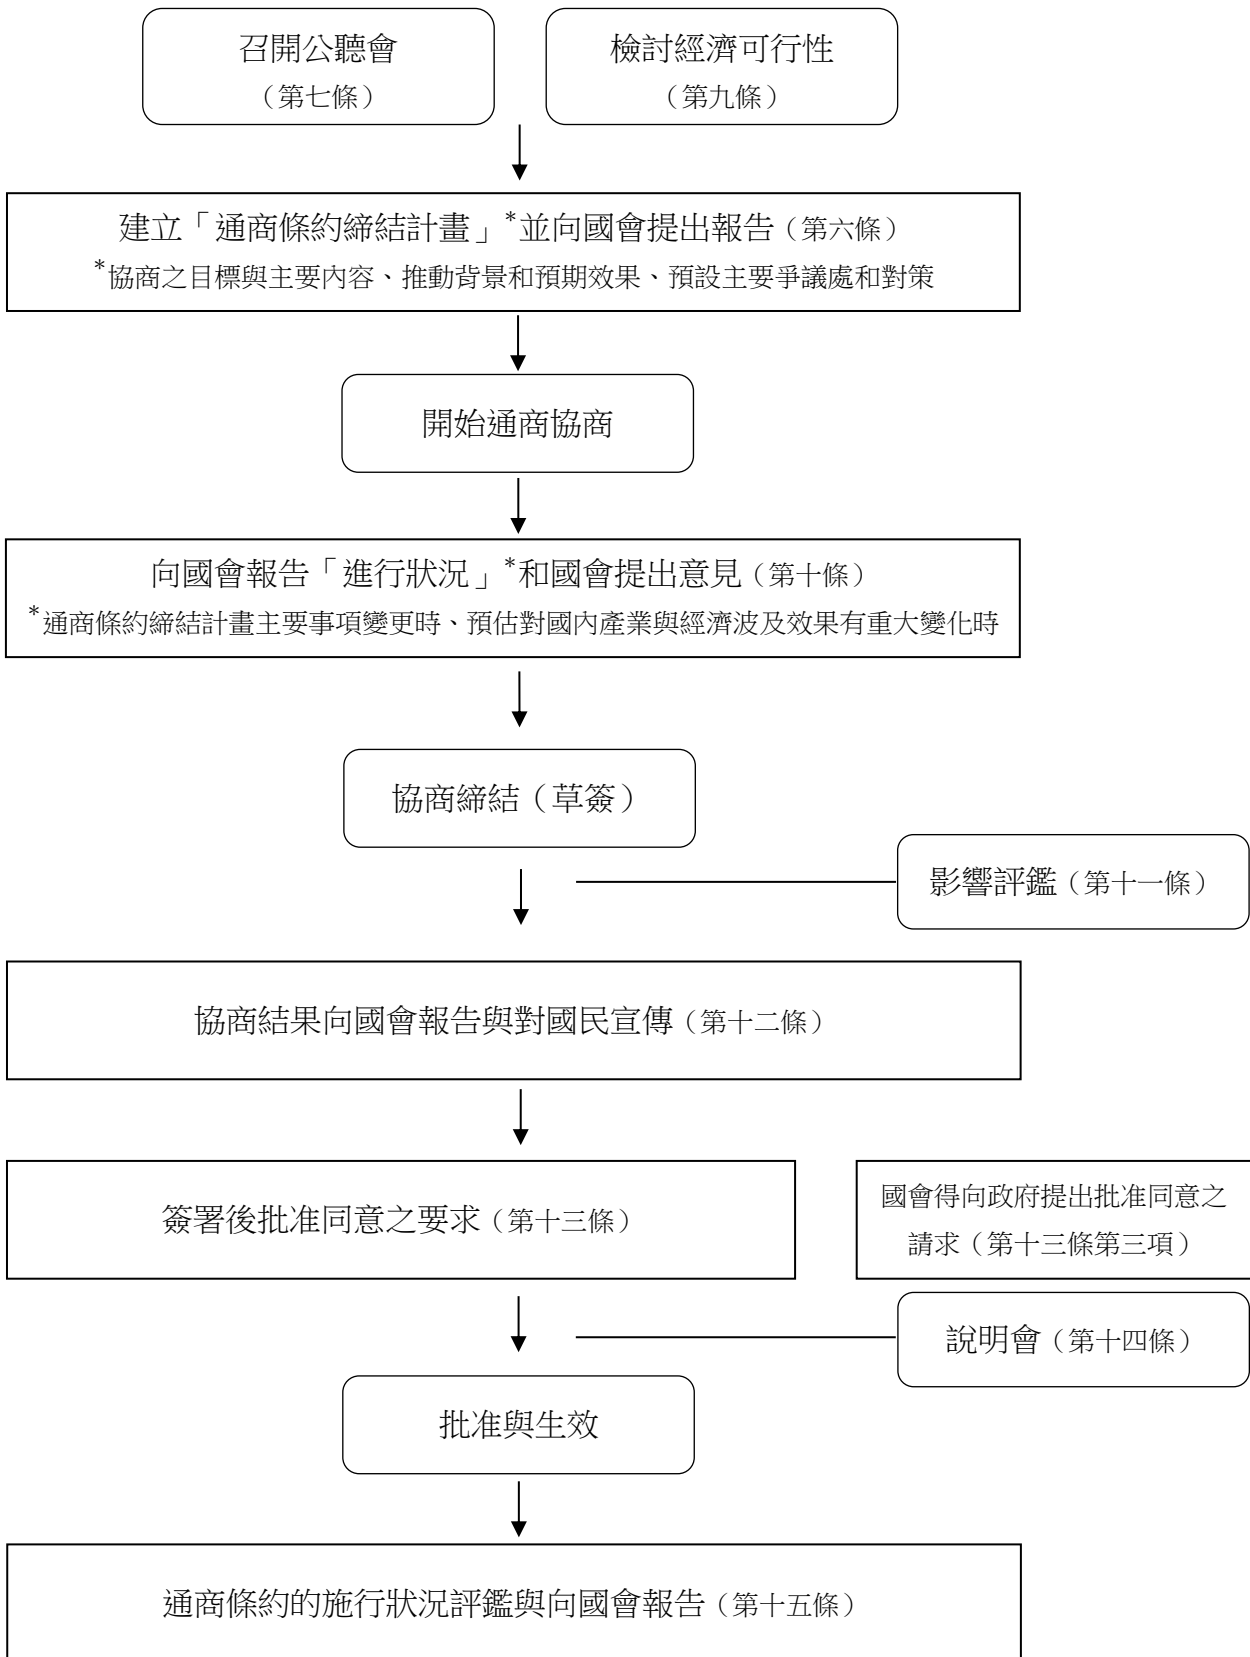 召開公聽會
（第七條）
檢討經濟可行性
（第九條）
建立「通商條約締結計畫」*並向國會提出報告（第六條）
*協商之目標與主要內容、推動背景和預期效果、預設主要爭議處和對策
開始通商協商
向國會報告「進行狀況」*和國會提出意見（第十條）
*通商條約締結計畫主要事項變更時、預估對國內產業與經濟波及效果有重大變化時
協商締結（草簽）
影響評鑑（第十一條）
協商結果向國會報告與對國民宣傳（第十二條）
簽署後批准同意之要求（第十三條）
國會得向政府提出批准同意之
請求（第十三條第三項）
說明會（第十四條）
批准與生效
通商條約的施行狀況評鑑與向國會報告（第十五條）